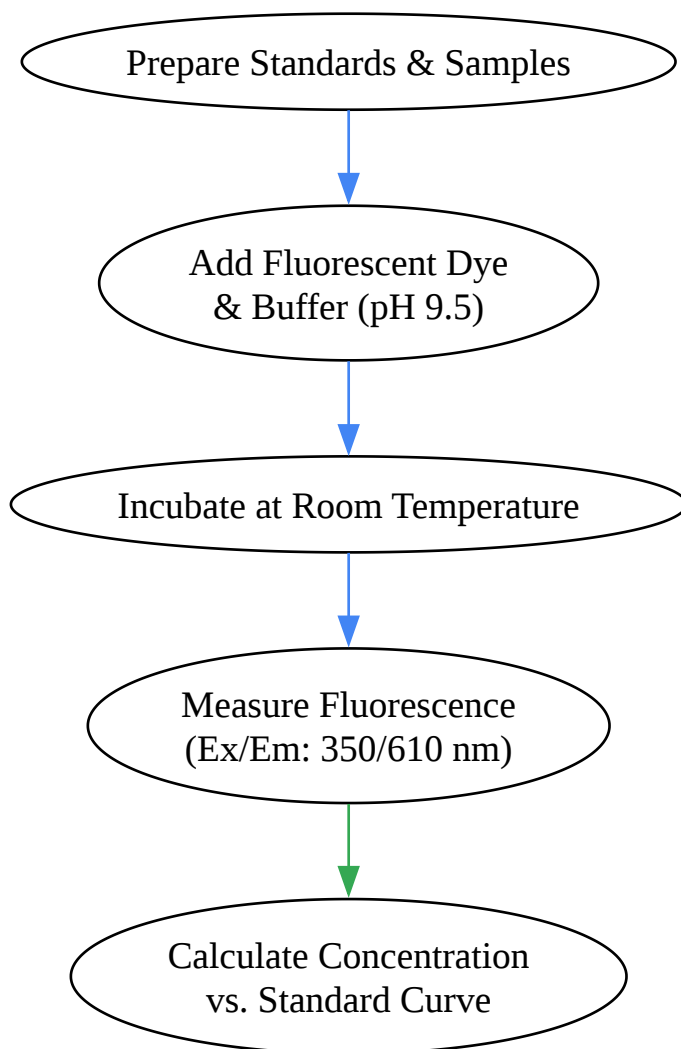 Prepare Standards & Samples
Add Fluorescent Dye
& Buffer (pH 9.5)
Incubate at Room Temperature
Measure Fluorescence
(Ex/Em: 350/610 nm)
Calculate Concentration
vs. Standard Curve